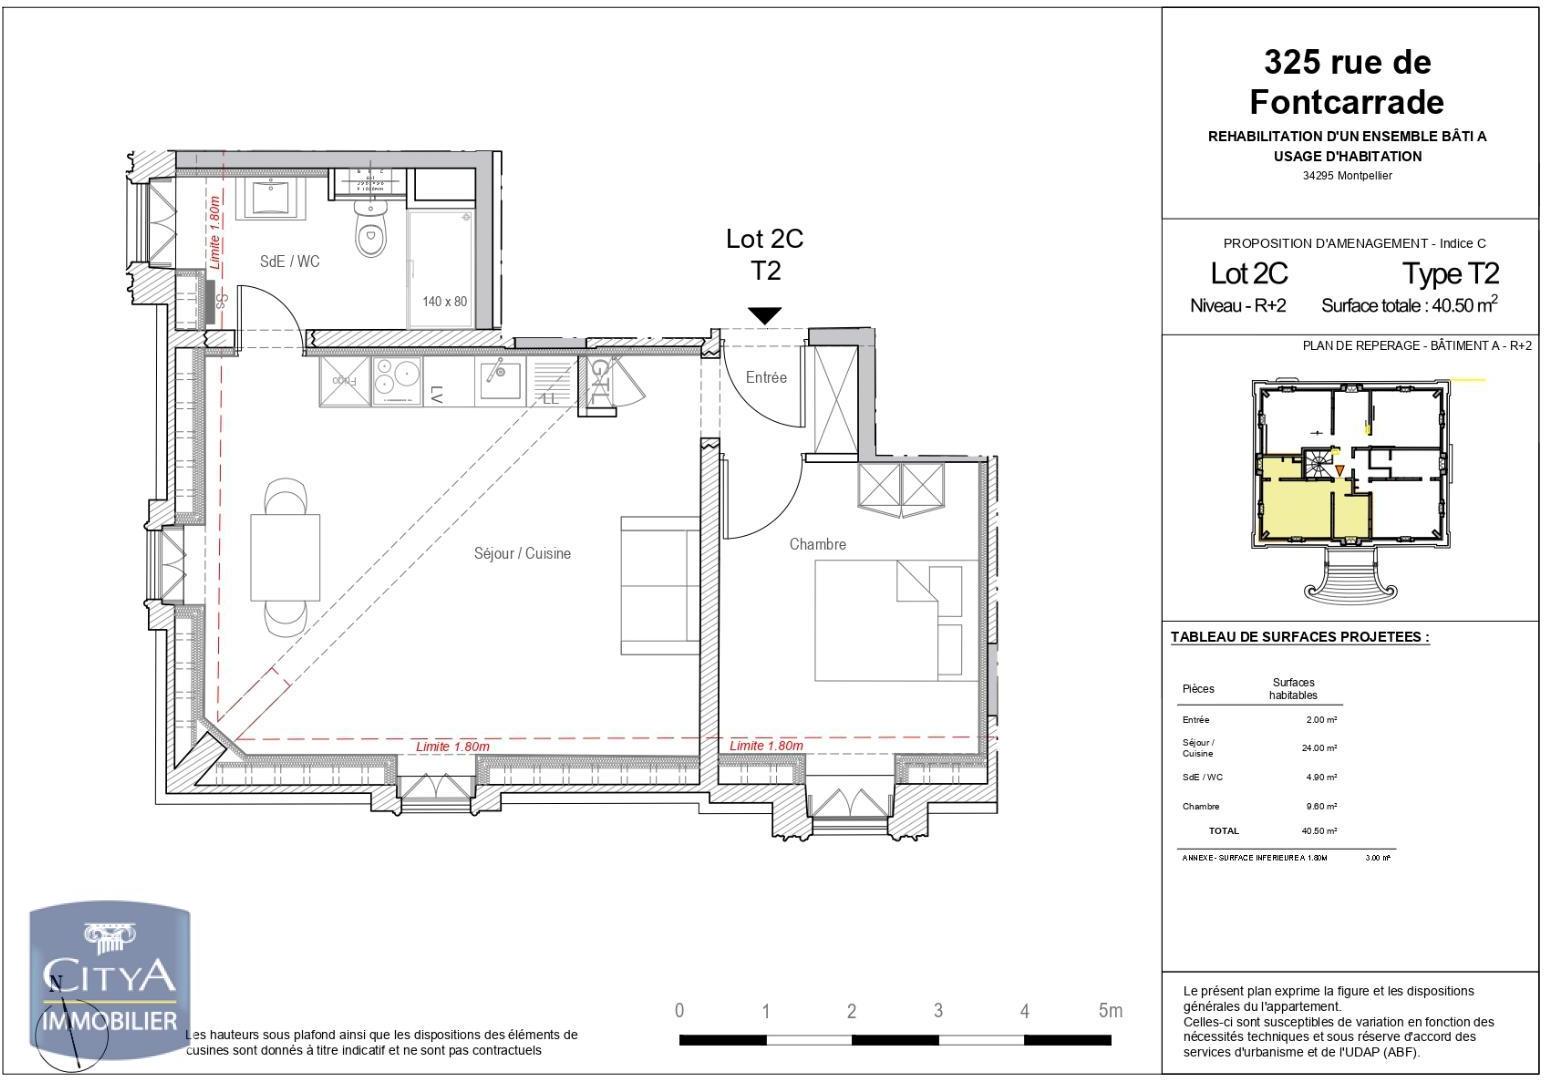 325 rue de
Fontcarrade
REHABILITATION D'UN ENSEMBLE BÂTI A
USAGE D'HABITATION
34295 Montpellier
PROPOSITION D'AMENAGEMENT - Indice C
Lot 2C Type T2
Niveau - R+2 Surface totale : 40.50 m²
PLAN DE REPERAGE - BÂTIMENT A - R+2
TABLEAU DE SURFACES PROJETEES :
Pièces Surfaces
habitables
Entrée 2.00 m²
Séjour /
Cuisine 24.00 m²
SdE / WC 4.90 m²
Chambre 9.60 m²
TOTAL 40.50 m²
ANNEXE - SURFACE INFERIEURE A 1.80M 3.00 m²
Le présent plan exprime la figure et les dispositions
générales du l'appartement.
Celles-ci sont susceptibles de variation en fonction des
nécessités techniques et sous réserve d'accord des
services d'urbanisme et de l'UDAP (ABF).
Lot 2C
T2
Limite 1.80m
SdE / WC
SS
140 x 80
Entrée
Frigo
LV
LL
GTL
Séjour / Cuisine
Chambre
Limite 1.80m
Limite 1.80m
N
CITYA
IMMOBILIER
Les hauteurs sous plafond ainsi que les dispositions des éléments de
cusines sont donnés à titre indicatif et ne sont pas contractuels
0 1 2 3 4 5m